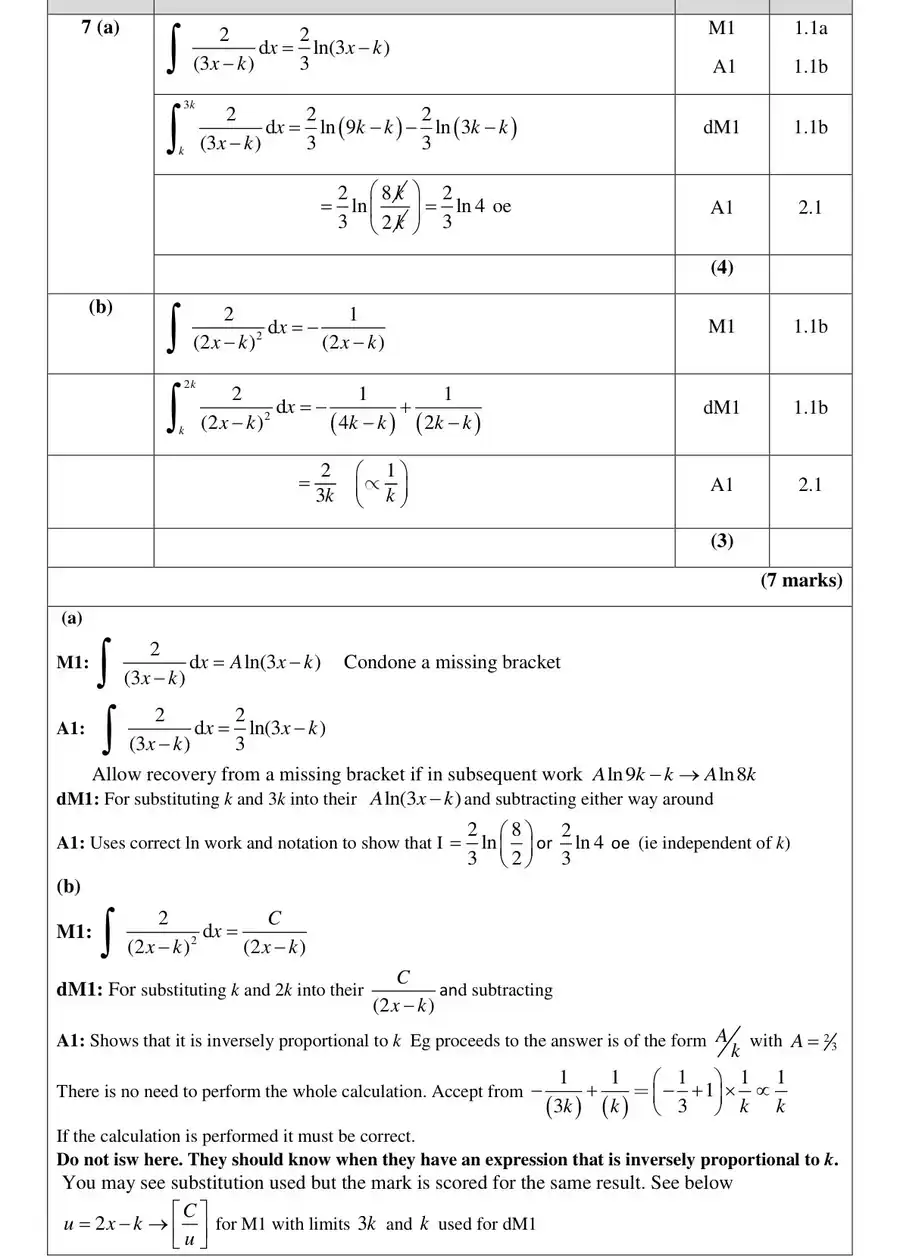 7 (a) ∫ 2/(3x − k) dx = 2/3 ln(3x − k) M1 1.1a
A1 1.1b
∫_k^{3k} 2/(3x − k) dx = 2/3 ln(9k − k) − 2/3 ln(3k − k) dM1 1.1b
= 2/3 ln(8k/2k) = 2/3 ln 4 oe A1 2.1
(4)
(b) ∫ 2/(2x − k)² dx = − 1/(2x − k) M1 1.1b
∫_k^{2k} 2/(2x − k)² dx = − 1/(4k − k) + 1/(2k − k) dM1 1.1b
= 2/3k (∝ 1/k) A1 2.1
(3)
(7 marks)
(a)
M1: ∫ 2/(3x − k) dx = A ln(3x − k) Condone a missing bracket
A1: ∫ 2/(3x − k) dx = 2/3 ln(3x − k)
Allow recovery from a missing bracket if in subsequent work A ln 9k − k → A ln 8k
dM1: For substituting k and 3k into their A ln(3x − k) and subtracting either way around
A1: Uses correct ln work and notation to show that I = 2/3 ln(8/2) or 2/3 ln 4 oe (ie independent of k)
(b)
M1: ∫ 2/(2x − k)² dx = C/(2x − k)
dM1: For substituting k and 2k into their C/(2x − k) and subtracting
A1: Shows that it is inversely proportional to k Eg proceeds to the answer is of the form A/k with A = 2/3
There is no need to perform the whole calculation. Accept from − 1/(3k) + 1/(k) = (− 1/3 + 1) × 1/k ∝ 1/k
If the calculation is performed it must be correct.
Do not isw here. They should know when they have an expression that is inversely proportional to k.
You may see substitution used but the mark is scored for the same result. See below
u = 2x − k → [C/u] for M1 with limits 3k and k used for dM1